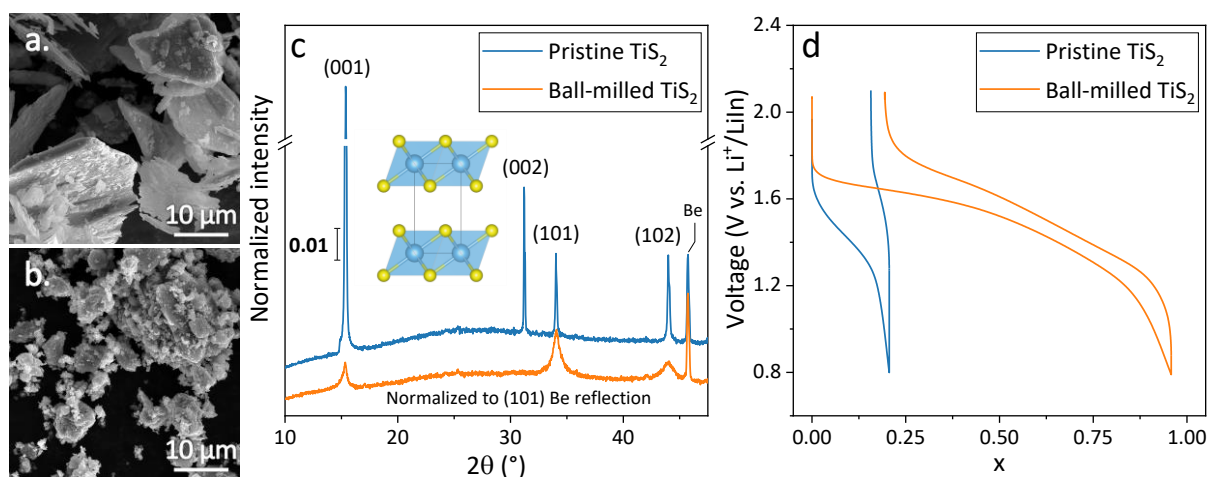 a.
10 µm
b.
10 µm
c
Pristine TiS₂
Ball-milled TiS₂
(001)
(002)
(101)
(102)
Be
0.01
Normalized to (101) Be reflection
Normalized intensity
10
20
30
40
2θ (°)
d
Pristine TiS₂
Ball-milled TiS₂
Voltage (V vs. Li⁺/LiIn)
2.4
2.0
1.6
1.2
0.8
0.00
0.25
0.50
0.75
1.00
x